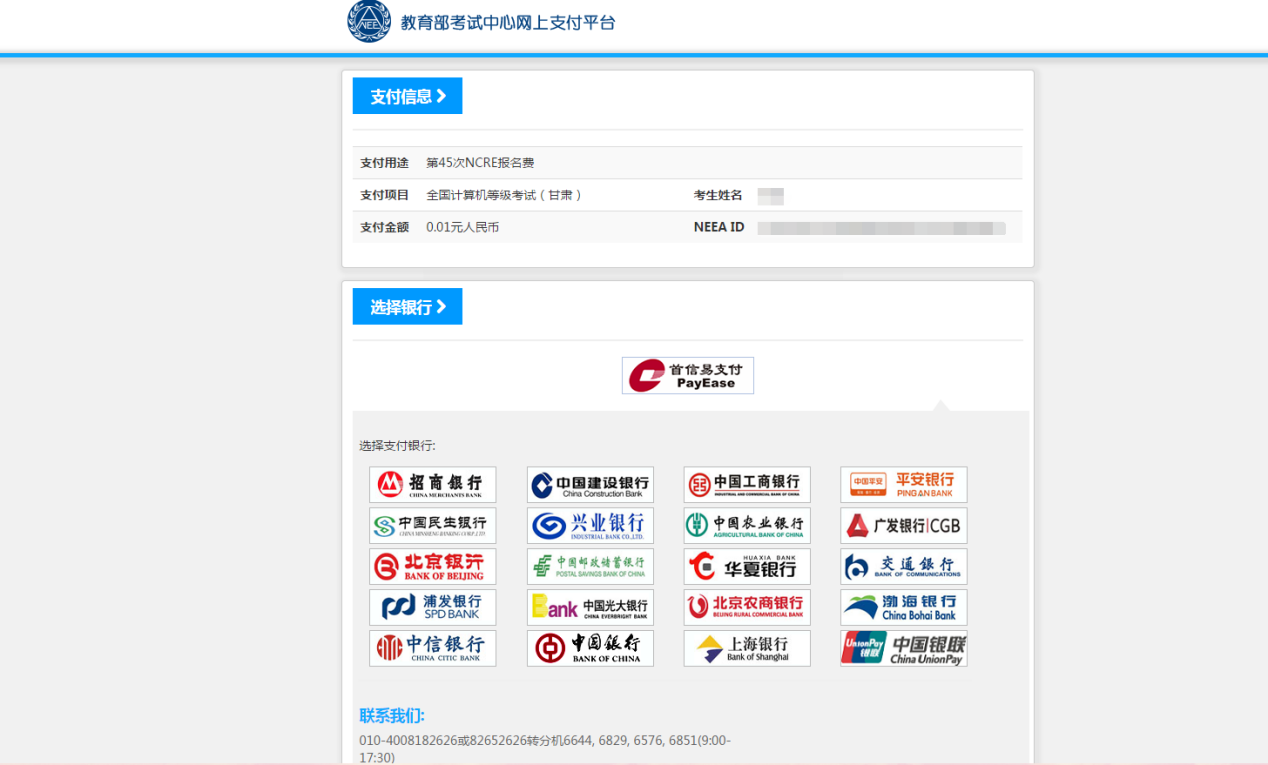 NEE
教育部考试中心网上支付平台
支付信息
支付用途 第45次NCRE报名费
支付项目 全国计算机等级考试（甘肃） 考生姓名
支付金额 0.01元人民币 NEEA ID
选择银行
首信易支付
PayEase
选择支付银行:
招商银行
CHINA MERCHANTS BANK
中国建设银行
China Construction Bank
中国工商银行
INDUSTRIAL AND COMMERCIAL BANK OF CHINA
中国平安
平安银行
PING AN BANK
中国民生银行
CHINA MINSHENG BANKING CORP.,LTD.
兴业银行
INDUSTRIAL BANK CO.,LTD.
中国农业银行
AGRICULTURAL BANK OF CHINA
广发银行|CGB
北京银行
BANK OF BEIJING
中国邮政储蓄银行
POSTAL SAVINGS BANK OF CHINA
HUAXIA BANK
华夏银行
交通银行
BANK OF COMMUNICATIONS
浦发银行
SPD BANK
Bank 中国光大银行
CHINA EVERBRIGHT BANK
北京农商银行
BEIJING RURAL COMMERCIAL BANK
渤海银行
China Bohai Bank
中信银行
CHINA CITIC BANK
中国银行
BANK OF CHINA
上海银行
Bank of Shanghai
UnionPay
银联
中国银联
China UnionPay
联系我们:
010-4008182626或82652626转分机6644, 6829, 6576, 6851(9:00-
17:30)